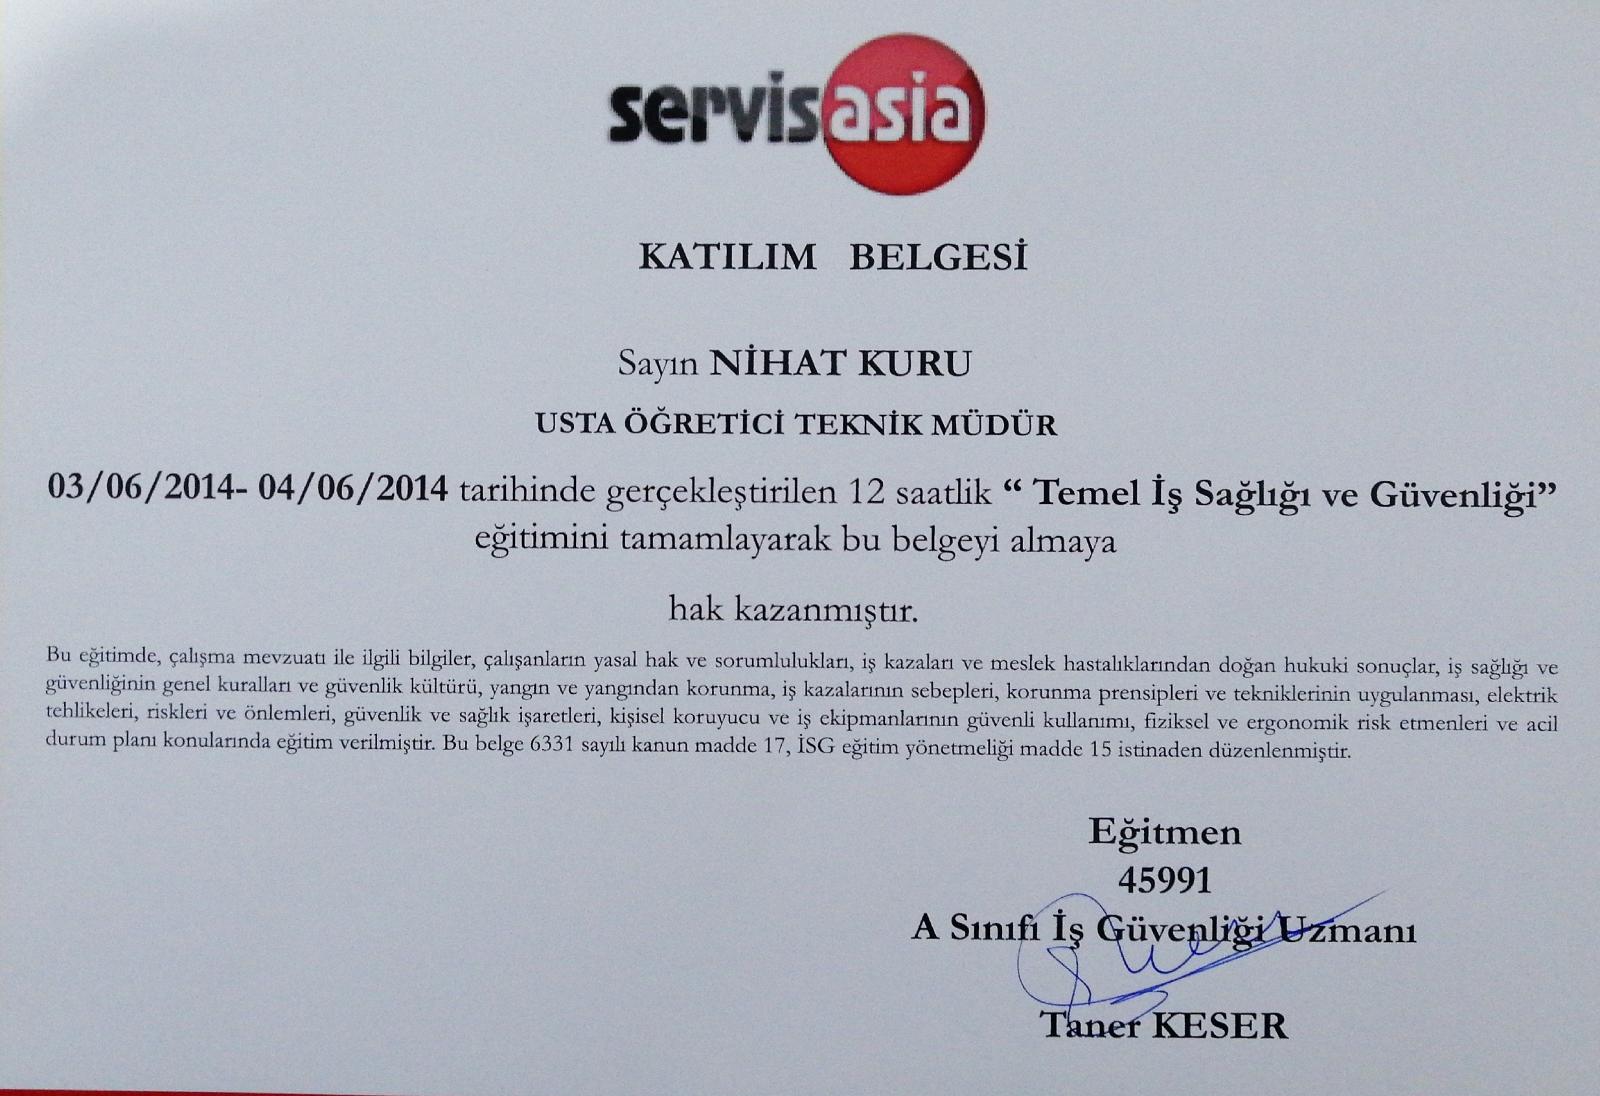 servisasia
KATILIM BELGESİ
Sayın NİHAT KURU
USTA ÖĞRETİCİ TEKNİK MÜDÜR
03/06/2014- 04/06/2014 tarihinde gerçekleştirilen 12 saatlik “ Temel İş Sağlığı ve Güvenliği”
eğitimini tamamlayarak bu belgeyi almaya
hak kazanmıştır.
Bu eğitimde, çalışma mevzuatı ile ilgili bilgiler, çalışanların yasal hak ve sorumlulukları, iş kazaları ve meslek hastalıklarından doğan hukuki sonuçlar, iş sağlığı ve
güvenliğinin genel kuralları ve güvenlik kültürü, yangın ve yangından korunma, iş kazalarının sebepleri, korunma prensipleri ve tekniklerinin uygulanması, elektrik
tehlikeleri, riskleri ve önlemleri, güvenlik ve sağlık işaretleri, kişisel koruyucu ve iş ekipmanlarının güvenli kullanımı, fiziksel ve ergonomik risk etmenleri ve acil
durum planı konularında eğitim verilmiştir. Bu belge 6331 sayılı kanun madde 17, İSG eğitim yönetmeliği madde 15 istinaden düzenlenmiştir.
Eğitmen
45991
A Sınıfı İş Güvenliği Uzmanı
Taner KESER